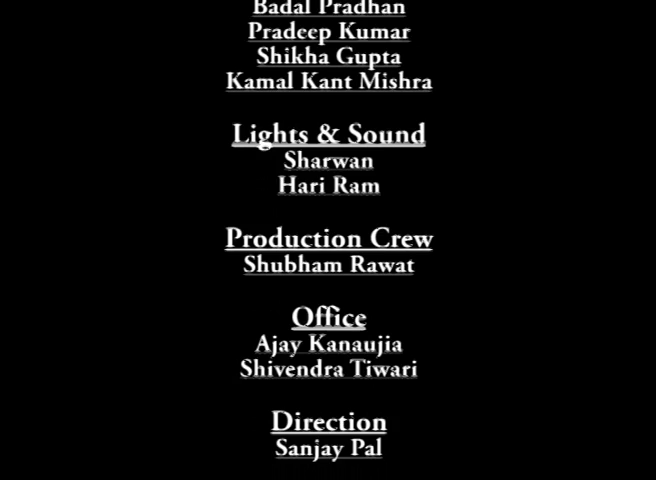 Badal Pradhan
Pradeep Kumar
Shikha Gupta
Kamal Kant Mishra
Lights & Sound
Sharwan
Hari Ram
Production Crew
Shubham Rawat
Office
Ajay Kanaujia
Shivendra Tiwari
Direction
Sanjay Pal